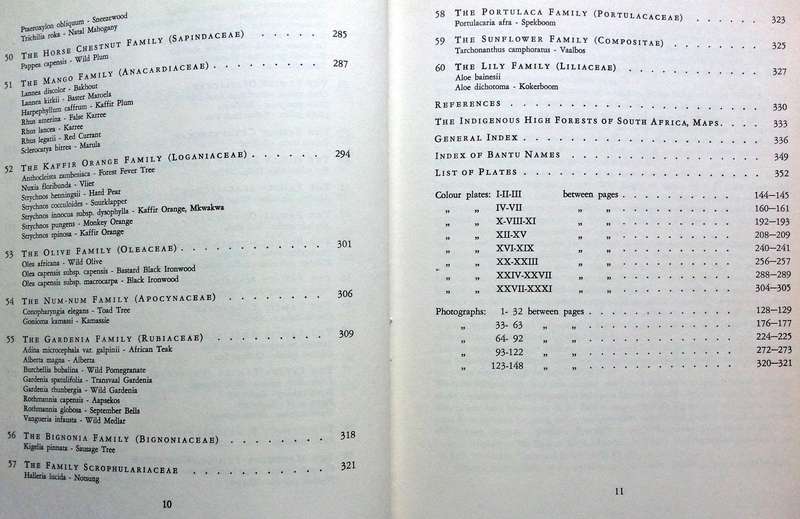 Ptaeroxylon obliquum - Sneezewood
Trichilia roka - Natal Mahogany
50 The Horse Chestnut Family (Sapindaceae) . . . . . 285
Pappea capensis - Wild Plum
51 The Mango Family (Anacardiaceae) . . . . . . . . 287
Lannea discolor - Bakhout
Lannea kirkii - Baster Maroela
Harpephyllum caffrum - Kaffir Plum
Rhus amerina - False Karree
Rhus lancea - Karree
Rhus legatii - Red Currant
Sclerocarya birrea - Marula
52 The Kaffir Orange Family (Loganiaceae) . . . . . . 294
Anthocleista zambesiaca - Forest Fever Tree
Nuxia floribunda - Vlier
Strychnos henningsii - Hard Pear
Strychnos cocculoides - Suurklapper
Strychnos innocua subsp. dysophylla - Kaffir Orange, Mkwakwa
Strychnos pungens - Monkey Orange
Strychnos spinosa - Kaffir Orange
53 The Olive Family (Oleaceae) . . . . . . . . . . . 301
Olea africana - Wild Olive
Olea capensis subsp. capensis - Bastard Black Ironwood
Olea capensis subsp. macrocarpa - Black Ironwood
54 The Num-num Family (Apocynaceae) . . . . . . . 306
Conopharyngia elegans - Toad Tree
Gonioma kamassi - Kamassie
55 The Gardenia Family (Rubiaceae) . . . . . . . . . 309
Adina microcephala var. galpinii - African Teak
Alberta magna - Alberta
Burchellia bubalina - Wild Pomegranate
Gardenia spatulifolia - Transvaal Gardenia
Gardenia thunbergia - Wild Gardenia
Rothmannia capensis - Aapsekos
Rothmannia globosa - September Bells
Vangueria infausta - Wild Medlar
56 The Bignonia Family (Bignoniaceae) . . . . . . . 318
Kigelia pinnata - Sausage Tree
57 The Family Scrophulariaceae . . . . . . . . . . 321
Halleria lucida - Notsung
10
58 The Portulaca Family (Portulacaceae) . . . . . . 323
Portulacaria afra - Spekboom
59 The Sunflower Family (Compositae) . . . . . . . 325
Tarchonanthus camphoratus - Vaalbos
60 The Lily Family (Liliaceae) . . . . . . . . . . . 327
Aloe bainesii
Aloe dichotoma - Kokerboom
References . . . . . . . . . . . . . . . . . . . . 330
The Indigenous High Forests of South Africa, Maps. . . . 333
General Index . . . . . . . . . . . . . . . . . . . 336
Index of Bantu Names . . . . . . . . . . . . . . . 349
List of Plates . . . . . . . . . . . . . . . . . . . 352
Colour plates: I-II-III between pages . . . . . . . . . . 144–145
„ „ IV-VII „ „ . . . . . . . . . . 160–161
„ „ X-VIII-XI „ „ . . . . . . . . . . 192–193
„ „ XII-XV „ „ . . . . . . . . . . 208–209
„ „ XVI-XIX „ „ . . . . . . . . . . 240–241
„ „ XX-XXIII „ „ . . . . . . . . . . 256–257
„ „ XXIV-XXVII „ „ . . . . . . . . . . 288–289
„ „ XXVII-XXXI „ „ . . . . . . . . . . 304–305
Photographs: 1- 32 between pages . . . . . . . . . . . . 128–129
„ 33- 63 „ „ . . . . . . . . . . . . 176–177
„ 64- 92 „ „ . . . . . . . . . . . . 224–225
„ 93-122 „ „ . . . . . . . . . . . . 272–273
„ 123-148 „ „ . . . . . . . . . . . . 320–321
11